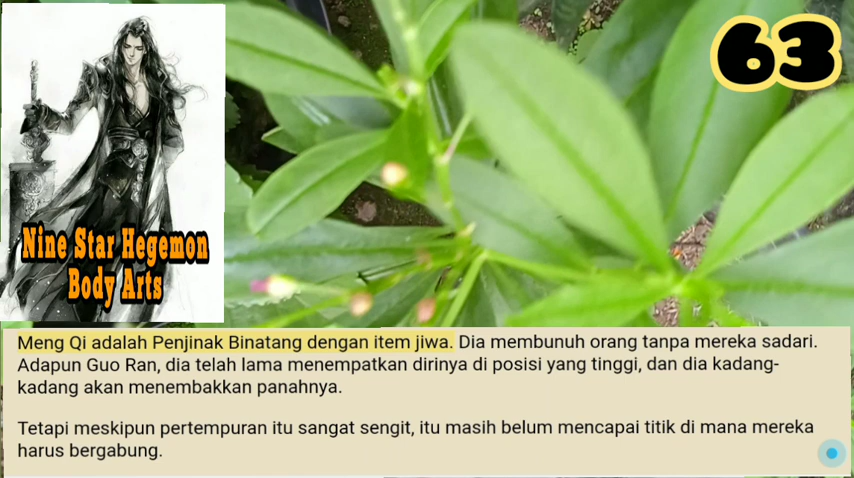 63
Nine Star Hegemon
Body Arts
Meng Qi adalah Penjinak Binatang dengan item jiwa. Dia membunuh orang tanpa mereka sadari.
Adapun Guo Ran, dia telah lama menempatkan dirinya di posisi yang tinggi, dan dia kadang-
kadang akan menembakkan panahnya.
Tetapi meskipun pertempuran itu sangat sengit, itu masih belum mencapai titik di mana mereka
harus bergabung.